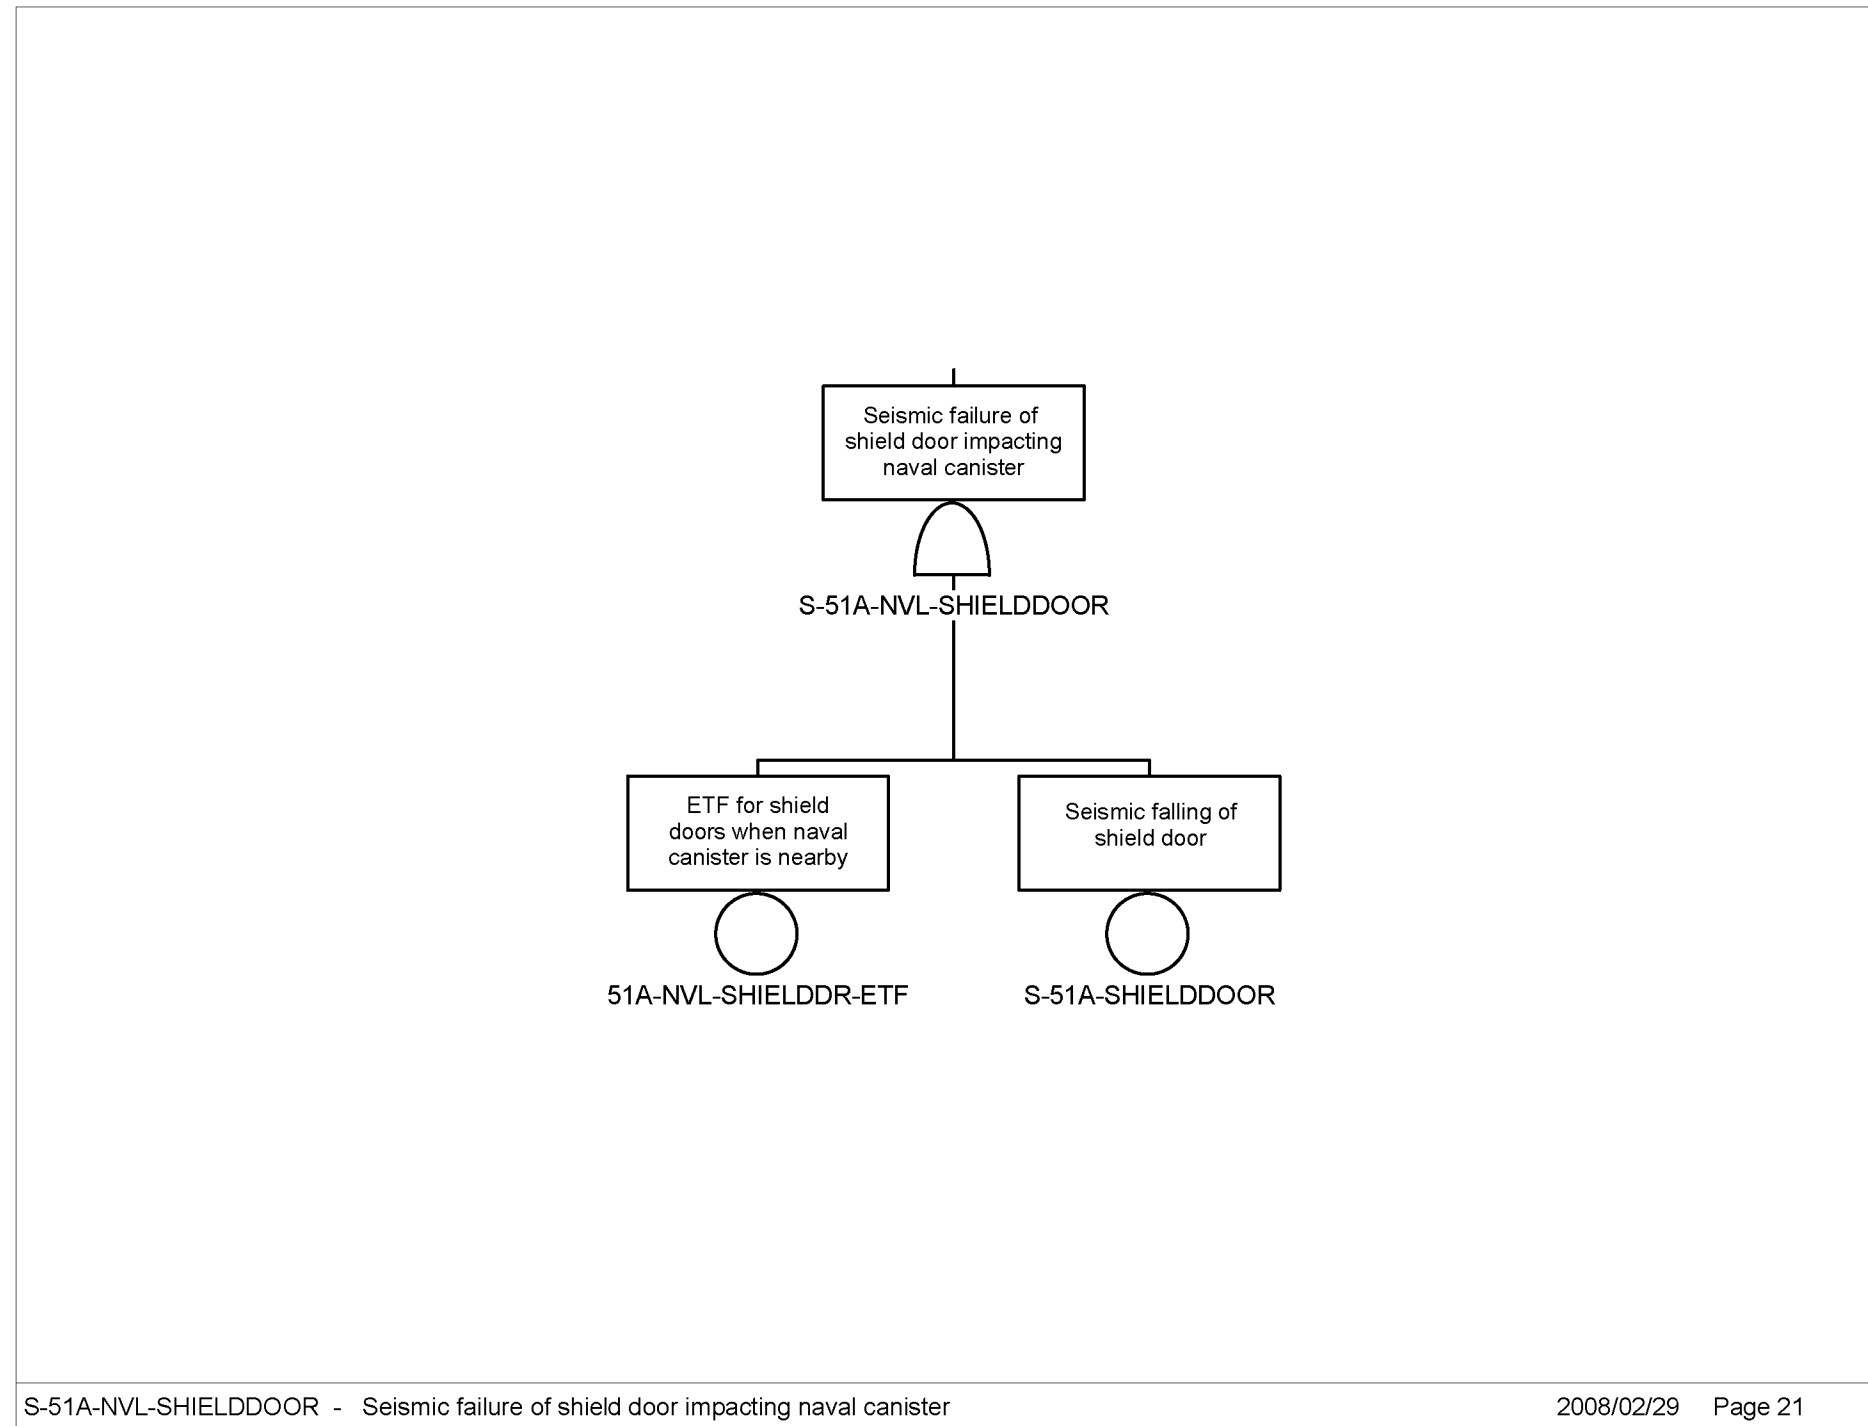 Seismic failure of
shield door impacting
naval canister
S-51A-NVL-SHIELDDOOR
ETF for shield
doors when naval
canister is nearby
51A-NVL-SHIELDDR-ETF
Seismic falling of
shield door
S-51A-SHIELDDOOR
S-51A-NVL-SHIELDDOOR - Seismic failure of shield door impacting naval canister 2008/02/29 Page 21